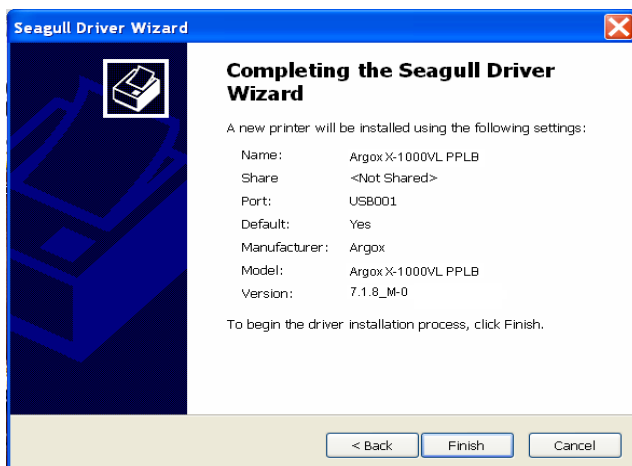 Seagull Driver Wizard
Completing the Seagull Driver
Wizard
A new printer will be installed using the following settings:
Name: Argox X-1000VL PPLB
Share <Not Shared>
Port: USB001
Default: Yes
Manufacturer: Argox
Model: Argox X-1000VL PPLB
Version: 7.1.8_M-0
To begin the driver installation process, click Finish.
< Back Finish Cancel